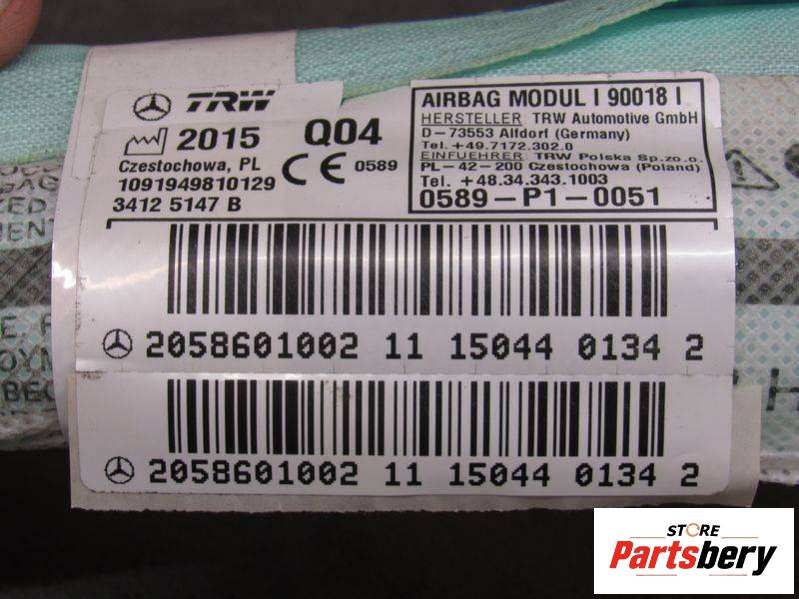 TRW
2015 Q04
Czestochowa, PL 0589
1091949810129
3412 5147 B
AIRBAG MODUL I 90018 I
HERSTELLER TRW Automotive GmbH
D-73553 Alfdorf (Germany)
Tel. +49.7172.302.0
EINFUEHRER TRW Polska Sp.zo.o.
PL-42-200 Czestochowa (Poland)
Tel. +48.34.343.1003
0589-P1-0051
2058601002 11 15044 0134 2
2058601002 11 15044 0134 2
STORE
Partsbery